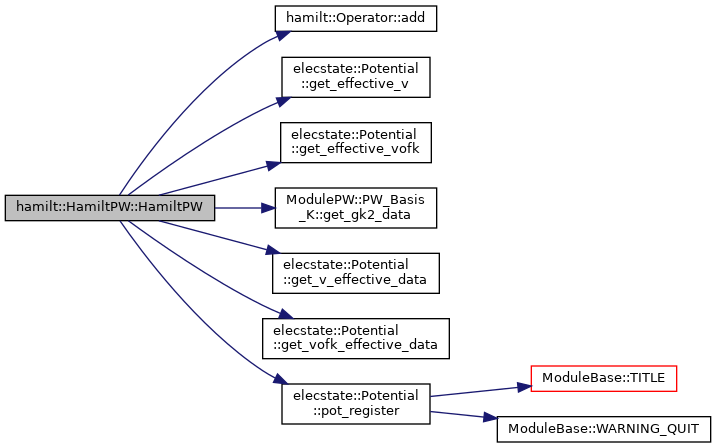 hamilt::HamiltPW::HamiltPW
hamilt::Operator::add
elecstate::Potential
::get_effective_v
elecstate::Potential
::get_effective_vofk
ModulePW::PW_Basis
_K::get_gk2_data
elecstate::Potential
::get_v_effective_data
elecstate::Potential
::get_vofk_effective_data
elecstate::Potential
::pot_register
ModuleBase::TITLE
ModuleBase::WARNING_QUIT